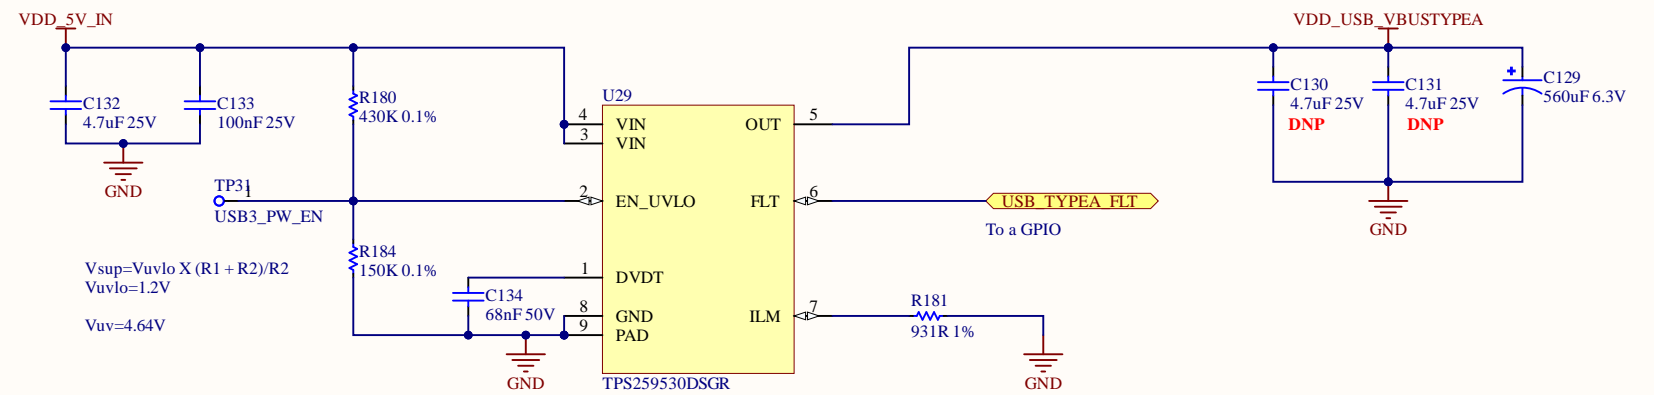 VDD_5V_IN
VDD_USB_VBUSTYPEA
C132
4.7uF 25V
C133
100nF 25V
R180
430K 0.1%
GND
U29
4
VIN
3
VIN
OUT
5
C130
4.7uF 25V
DNP
C131
4.7uF 25V
DNP
C129
560uF 6.3V
GND
TP31
1
USB3_PW_EN
2
EN_UVLO
FLT
6
USB_TYPEA_FLT
To a GPIO
R184
150K 0.1%
Vsup=Vuvlo X (R1 + R2)/R2
Vuvlo=1.2V
Vuv=4.64V
1
DVDT
C134
68nF 50V
8
GND
9
PAD
ILM
7
R181
931R 1%
GND
GND
TPS259530DSGR